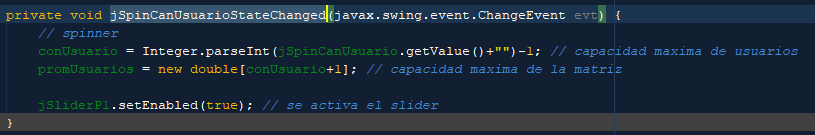 private void jSpinCanUsuarioStateChanged(javax.swing.event.ChangeEvent evt) {
// spinner
conUsuario = Integer.parseInt(jSpinCanUsuario.getValue()+"")-1; // capacidad maxima de usuarios
promUsuarios = new double[conUsuario+1]; // capacidad maxima de la matriz
jSliderP1.setEnabled(true); // se activa el slider
}